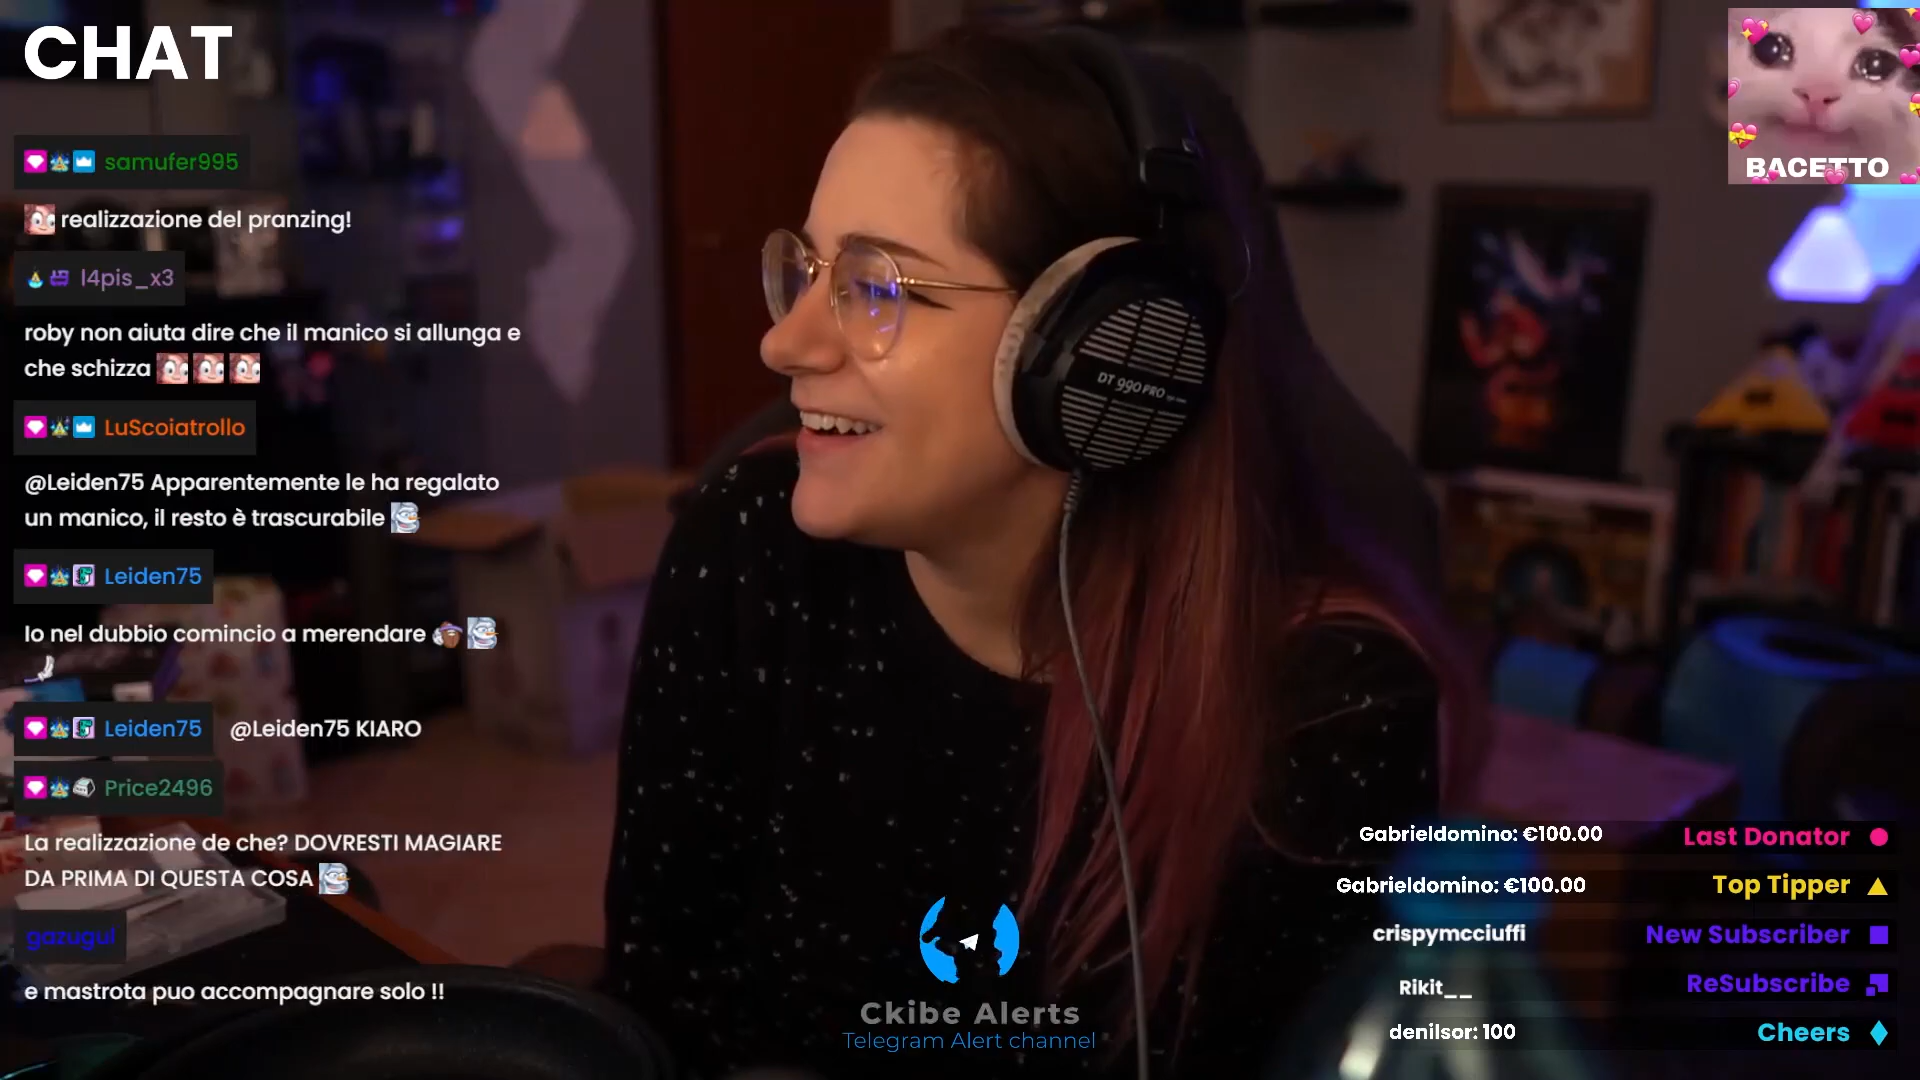 CHAT
samufer995
realizzazione del pranzing!
l4pis_x3
roby non aiuta dire che il manico si allunga e
che schizza
LuScoiatrollo
@Leiden75 Apparentemente le ha regalato
un manico, il resto è trascurabile
Leiden75
Io nel dubbio comincio a merendare
Leiden75 @Leiden75 KIARO
Price2496
La realizzazione de che? DOVRESTI MAGIARE
DA PRIMA DI QUESTA COSA
gazugul
e mastrota puo accompagnare solo !!
DT 990 PRO
BACETTO
Ckibe Alerts
Telegram Alert channel
Gabrieldomino: €100.00 Last Donator
Gabrieldomino: €100.00 Top Tipper
crispymcciuffi New Subscriber
Rikit__ ReSubscribe
denilsor: 100 Cheers